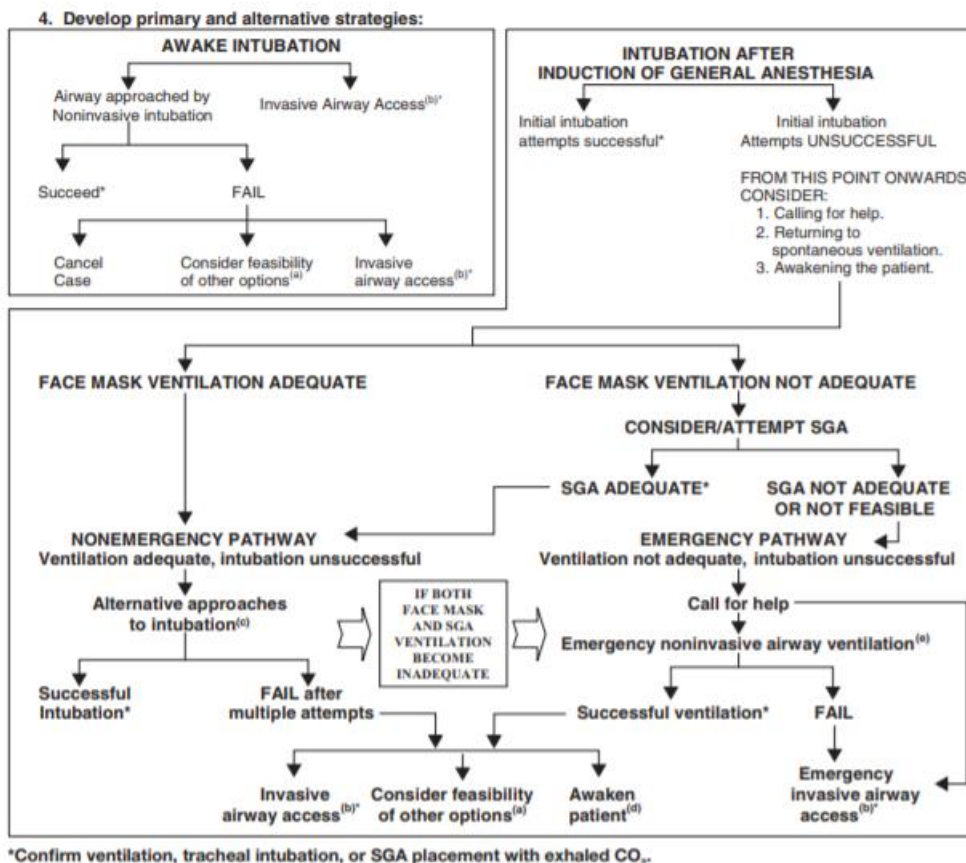 4. Develop primary and alternative strategies:
AWAKE INTUBATION
Airway approached by
Noninvasive intubation
Invasive Airway Access(b)*
Succeed*
FAIL
Cancel
Case
Consider feasibility
of other options(a)
Invasive
airway access(b)*
INTUBATION AFTER
INDUCTION OF GENERAL ANESTHESIA
Initial intubation
attempts successful*
Initial intubation
Attempts UNSUCCESSFUL
FROM THIS POINT ONWARDS
CONSIDER:
1. Calling for help.
2. Returning to
spontaneous ventilation.
3. Awakening the patient.
FACE MASK VENTILATION ADEQUATE
FACE MASK VENTILATION NOT ADEQUATE
CONSIDER/ATTEMPT SGA
SGA ADEQUATE*
SGA NOT ADEQUATE
OR NOT FEASIBLE
NONEMERGENCY PATHWAY
Ventilation adequate, intubation unsuccessful
EMERGENCY PATHWAY
Ventilation not adequate, intubation unsuccessful
Alternative approaches
to intubation(c)
IF BOTH
FACE MASK
AND SGA
VENTILATION
BECOME
INADEQUATE
Call for help
Emergency noninvasive airway ventilation(e)
Successful
Intubation*
FAIL after
multiple attempts
Successful ventilation*
FAIL
Invasive
airway access(b)*
Consider feasibility
of other options(a)
Awaken
patient(d)
Emergency
invasive airway
access(b)*
*Confirm ventilation, tracheal intubation, or SGA placement with exhaled CO2.